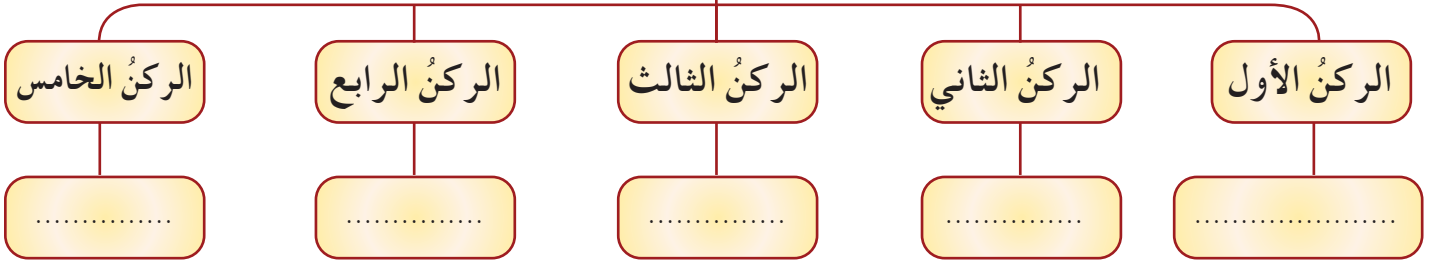 الركنُ الأول
الركنُ الثاني
الركنُ الثالث
الركنُ الرابع
الركنُ الخامس
......................
...............
...............
...............
...............